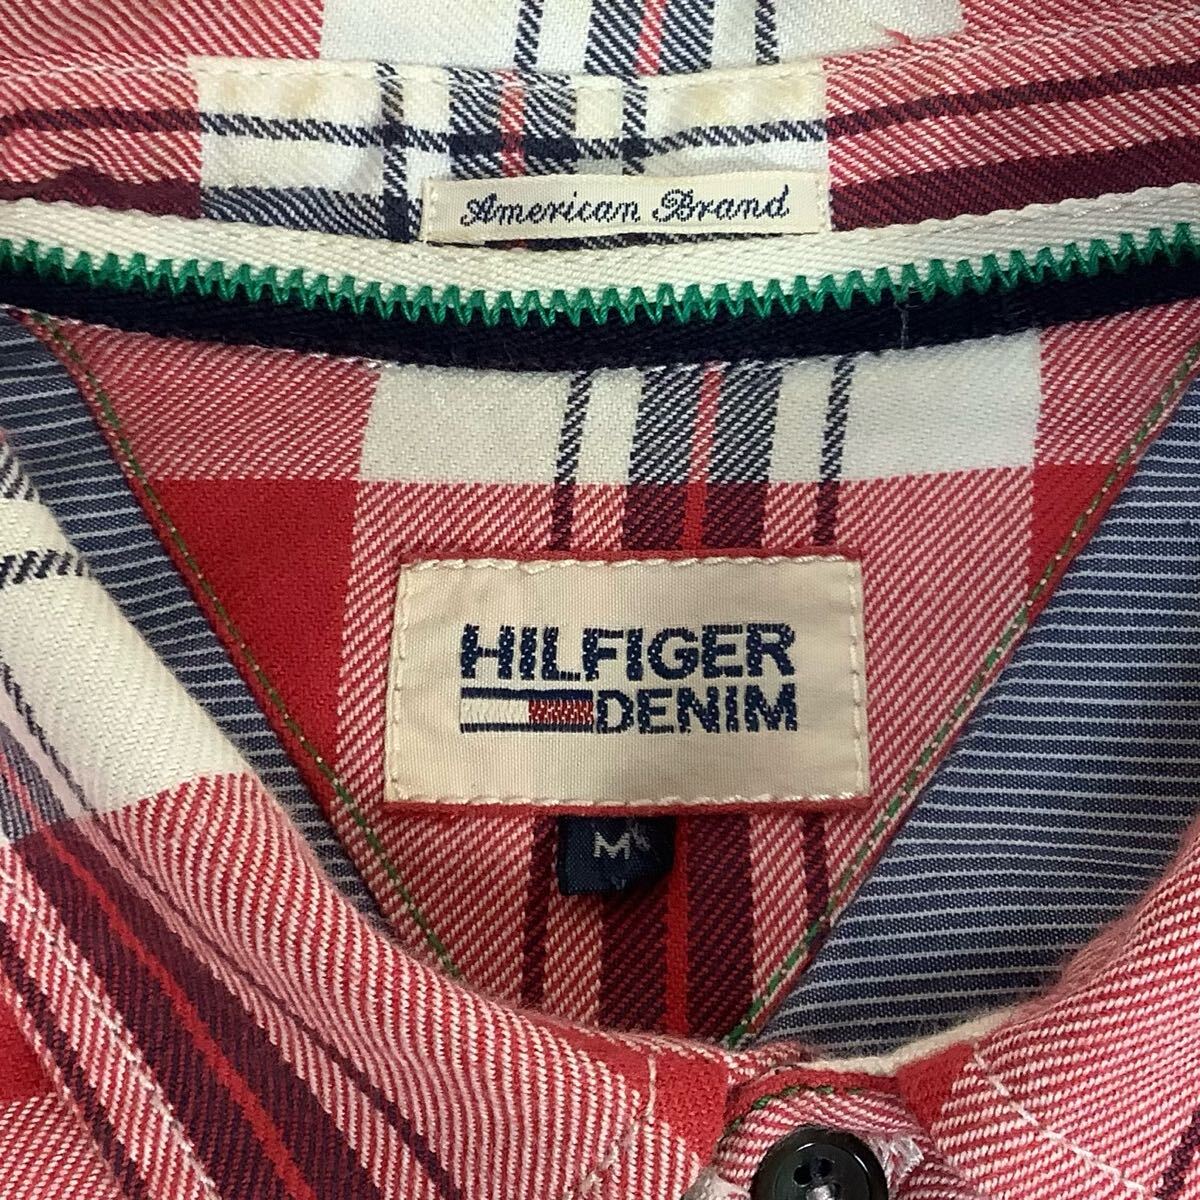 American Brand
HILFIGER
DENIM
M